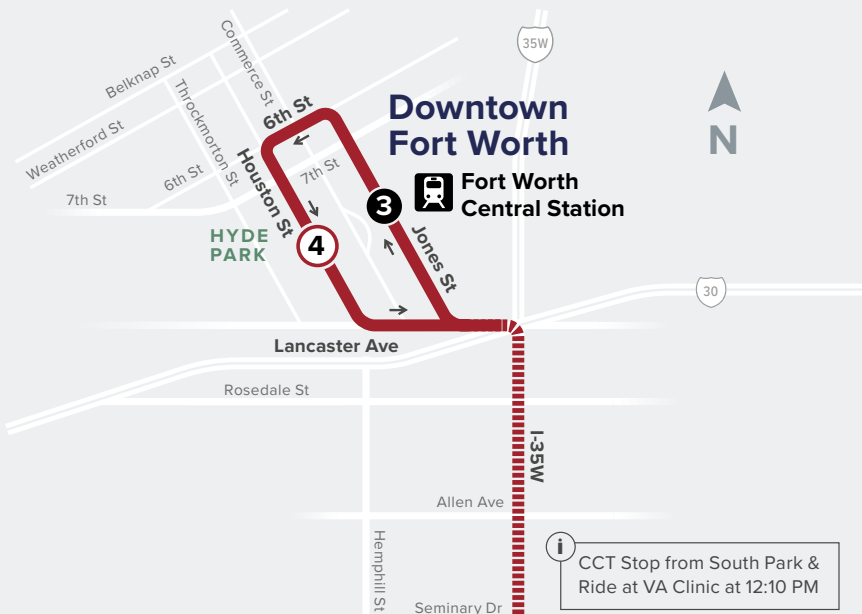 Commerce St
35W
Belknap St
Throckmorton St
6th St
Downtown
Fort Worth
N
Weatherford St
6th St
Houston St
7th St
7th St
3
Fort Worth
Central Station
HYDE
PARK
4
Jones St
30
Lancaster Ave
Rosedale St
I-35W
Allen Ave
Hemphill St
i
CCT Stop from South Park &
Ride at VA Clinic at 12:10 PM
Seminary Dr